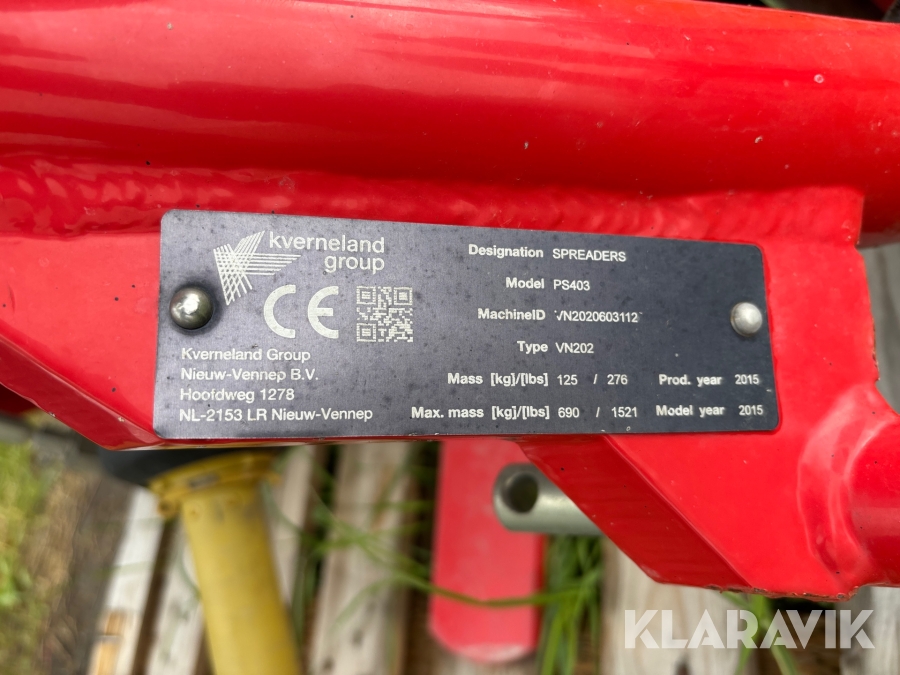 kverneland
group
Kverneland Group
Nieuw-Vennep B.V.
Hoofdweg 1278
NL-2153 LR Nieuw-Vennep
Designation SPREADERS
Model PS403
MachineID VN2020603112
Type VN202
Mass [kg]/[lbs] 125 / 276 Prod. year 2015
Max. mass [kg]/[lbs] 690 / 1521 Model year 2015
KLARAVIK